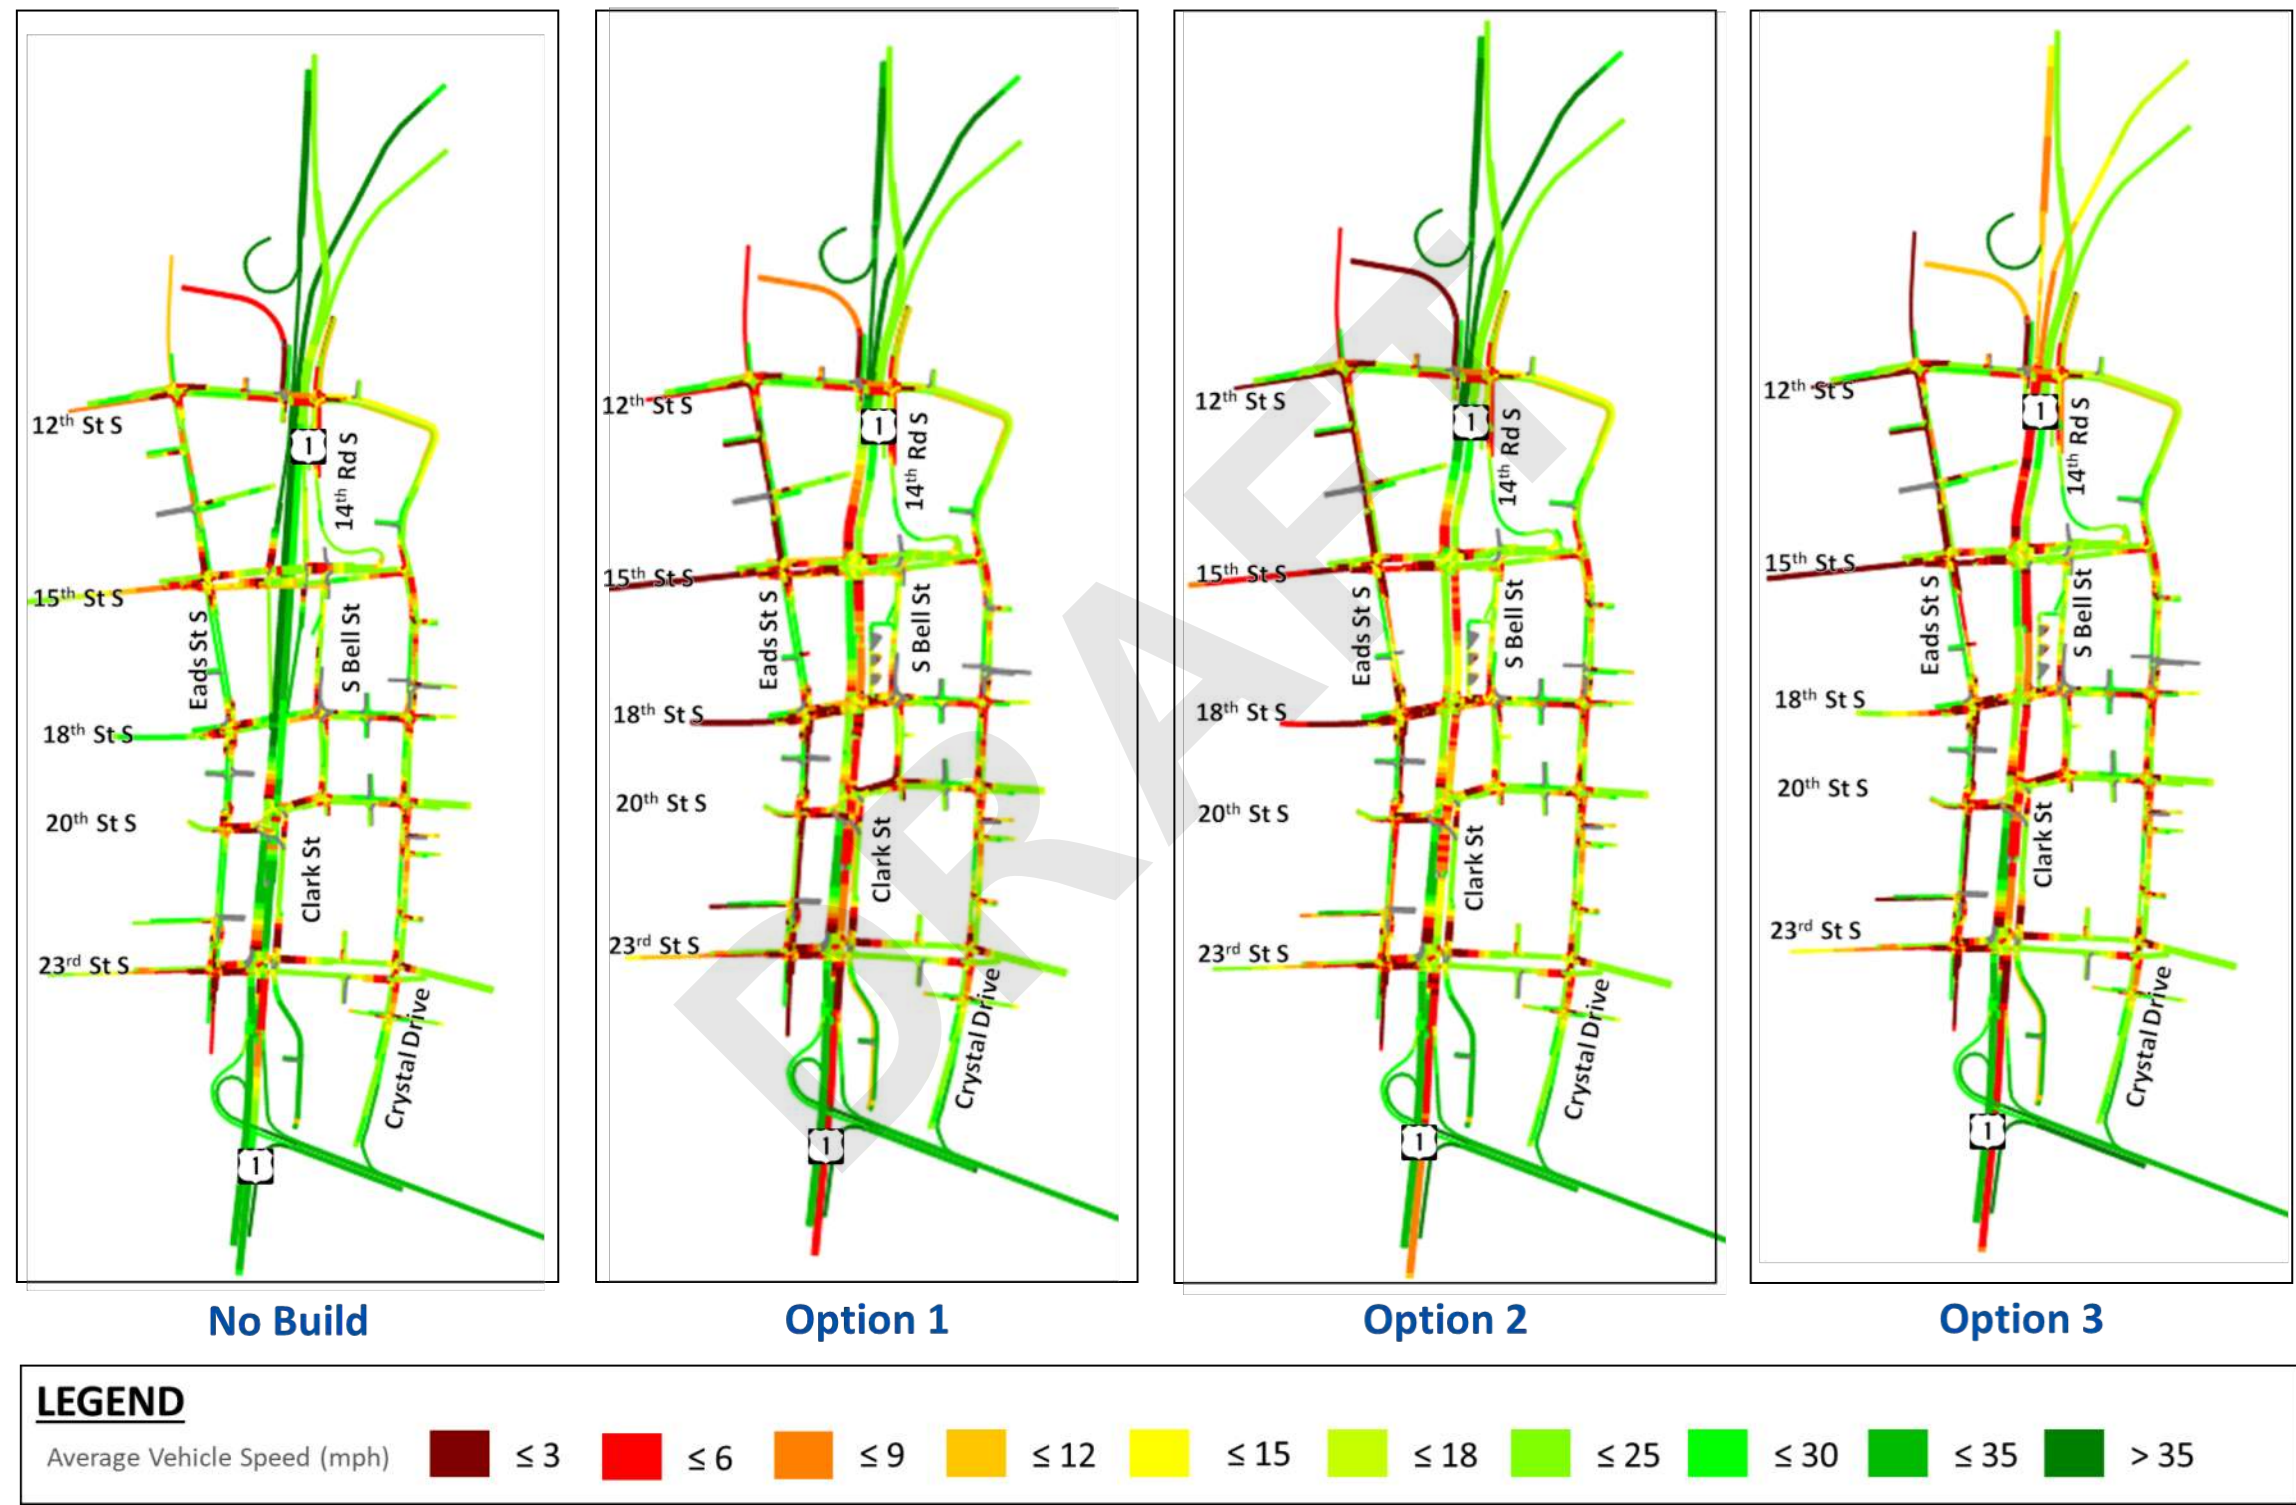 12th St S
1
14th Rd S
15th St S
Eads St S
S Bell St
18th St S
20th St S
Clark St
23rd St S
Crystal Drive
1
No Build
12th St S
1
14th Rd S
15th St S
Eads St S
S Bell St
18th St S
20th St S
Clark St
23rd St S
Crystal Drive
1
Option 1
12th St S
1
14th Rd S
15th St S
Eads St S
S Bell St
18th St S
20th St S
Clark St
23rd St S
Crystal Drive
1
Option 2
12th St S
1
14th Rd S
15th St S
Eads St S
S Bell St
18th St S
20th St S
Clark St
23rd St S
Crystal Drive
1
Option 3
DRAFT
LEGEND
Average Vehicle Speed (mph) ≤ 3 ≤ 6 ≤ 9 ≤ 12 ≤ 15 ≤ 18 ≤ 25 ≤ 30 ≤ 35 > 35